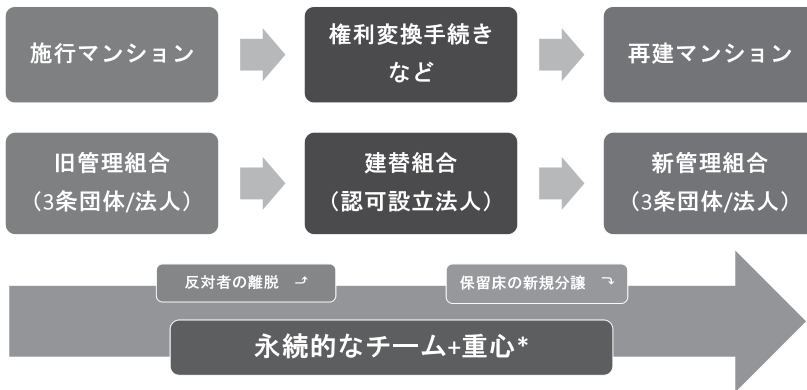 施行マンション
権利変換手続き
など
再建マンション
旧管理組合
（3条団体/法人）
建替組合
（認可設立法人）
新管理組合
（3条団体/法人）
反対者の離脱 ⤴
保留床の新規分譲 ⤵
永続的なチーム+重心*